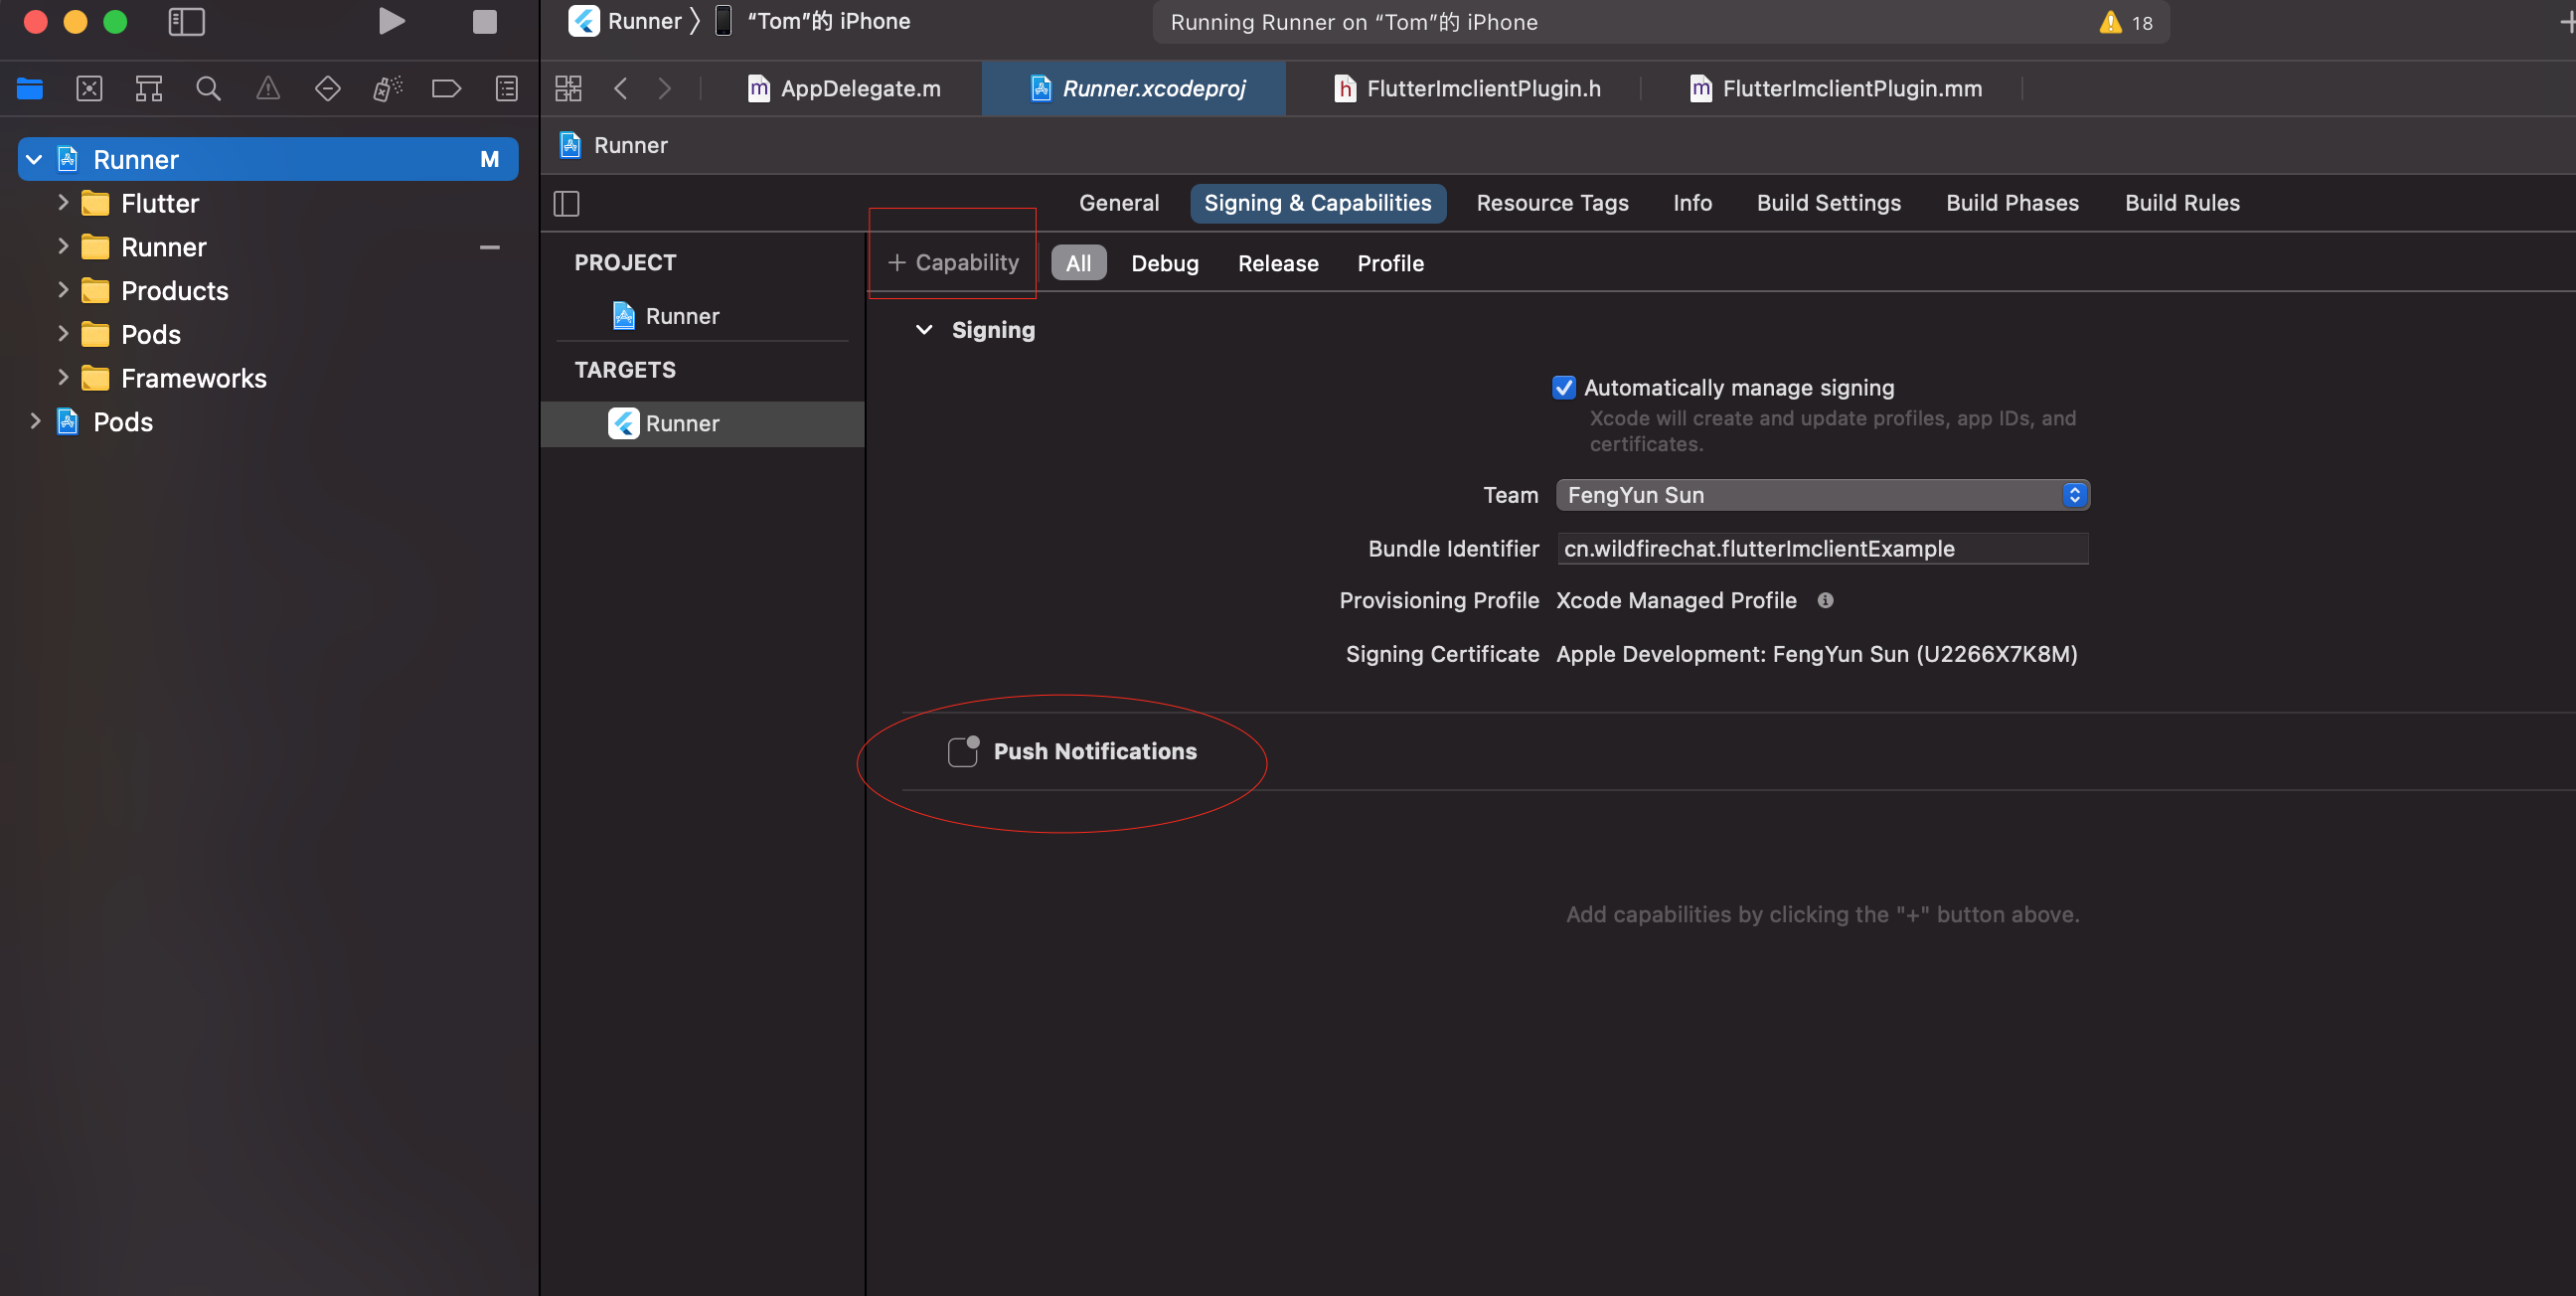 Runner
“Tom”的 iPhone
Running Runner on “Tom”的 iPhone
18
AppDelegate.m
Runner.xcodeproj
FlutterImclientPlugin.h
FlutterImclientPlugin.mm
Runner
Runner M
Flutter
Runner
Products
Pods
Frameworks
Pods
General
Signing & Capabilities
Resource Tags
Info
Build Settings
Build Phases
Build Rules
PROJECT
Runner
TARGETS
Runner
+ Capability
All
Debug
Release
Profile
Signing
Automatically manage signing
Xcode will create and update profiles, app IDs, and
certificates.
Team FengYun Sun
Bundle Identifier cn.wildfirechat.flutterImclientExample
Provisioning Profile Xcode Managed Profile
Signing Certificate Apple Development: FengYun Sun (U2266X7K8M)
Push Notifications
Add capabilities by clicking the "+" button above.